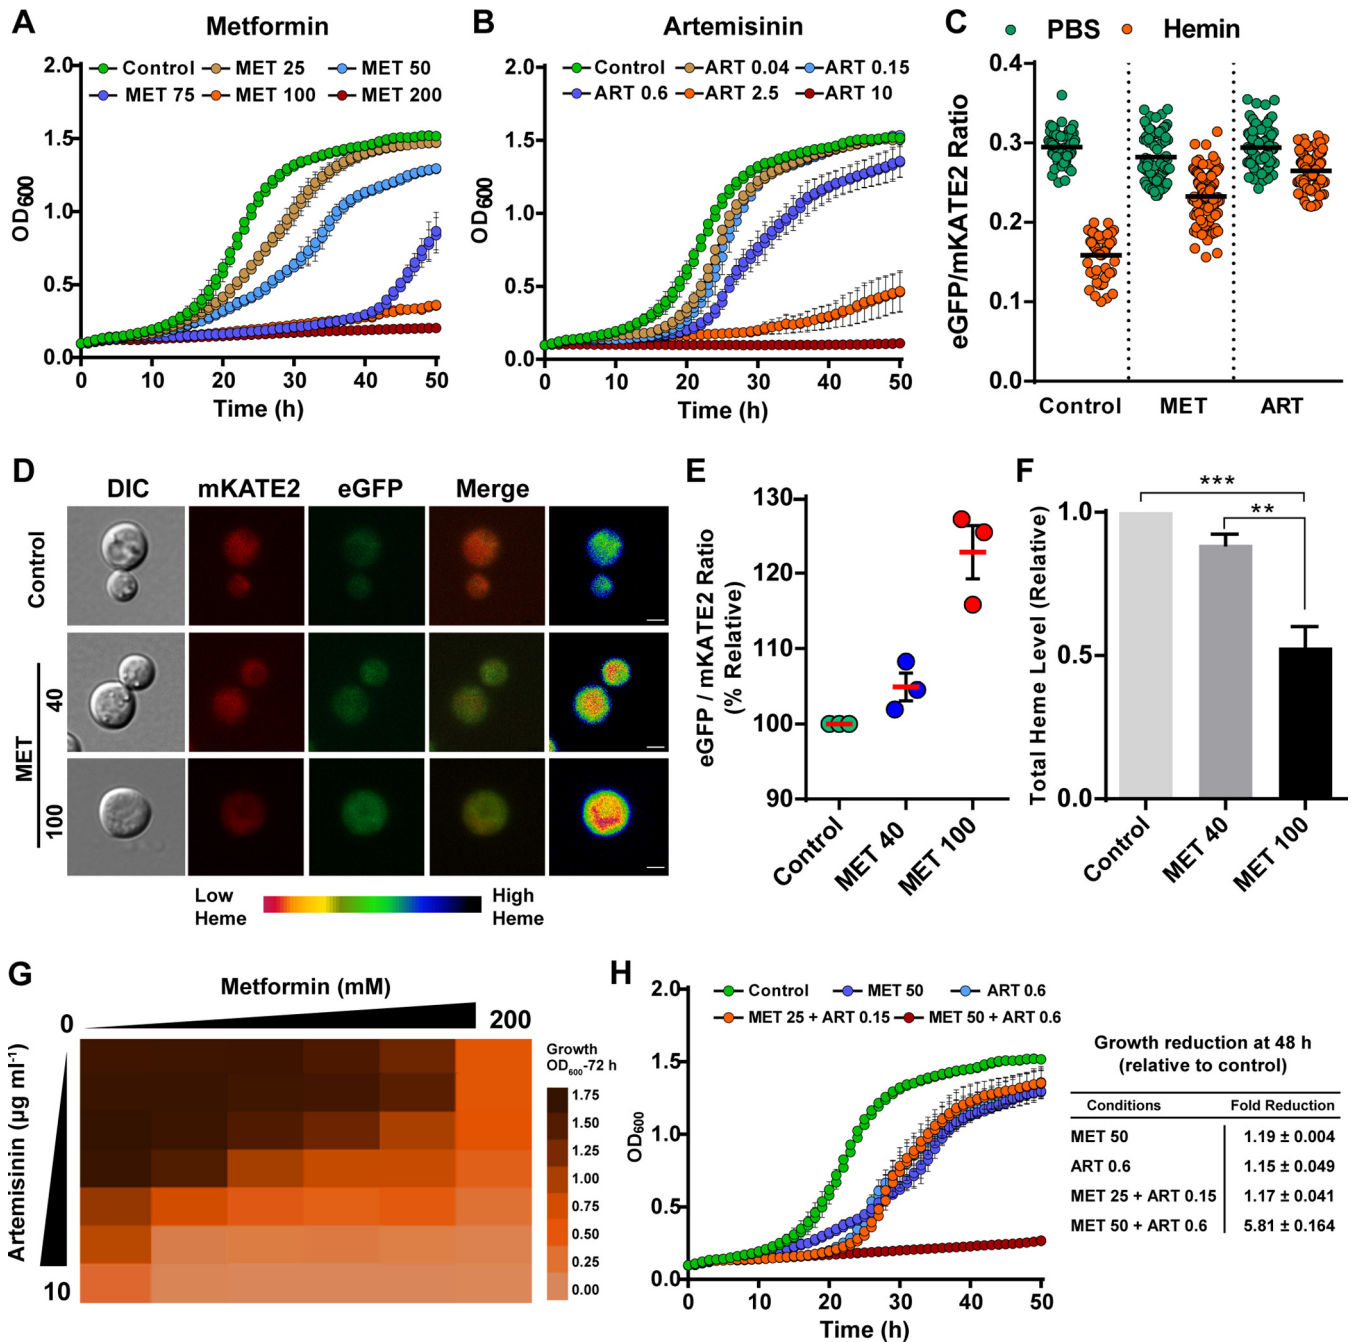 A
Metformin
Control MET 25 MET 50
MET 75 MET 100 MET 200
2.0
1.5
1.0
0.5
0.0
OD600
0 10 20 30 40 50
Time (h)
B
Artemisinin
Control ART 0.04 ART 0.15
ART 0.6 ART 2.5 ART 10
2.0
1.5
1.0
0.5
0.0
OD600
0 10 20 30 40 50
Time (h)
C
PBS Hemin
eGFP/mKATE2 Ratio
0.4
0.3
0.2
0.1
0.0
Control MET ART
D
DIC mKATE2 eGFP Merge
Control
MET
40
100
Low Heme
High Heme
E
eGFP / mKATE2 Ratio
(% Relative)
130
120
110
100
90
Control
MET 40
MET 100
F
***
**
Total Heme Level (Relative)
1.0
0.5
0.0
Control
MET 40
MET 100
G
Metformin (mM)
0 200
Artemisinin (µg ml-1)
10
Growth
OD600-72 h
1.75
1.50
1.25
1.00
0.75
0.50
0.25
0.00
H
Control MET 50 ART 0.6
MET 25 + ART 0.15 MET 50 + ART 0.6
2.0
1.5
1.0
0.5
0.0
OD600
0 10 20 30 40 50
Time (h)
Growth reduction at 48 h
(relative to control)
Conditions Fold Reduction
MET 50 1.19 ± 0.004
ART 0.6 1.15 ± 0.049
MET 25 + ART 0.15 1.17 ± 0.041
MET 50 + ART 0.6 5.81 ± 0.164